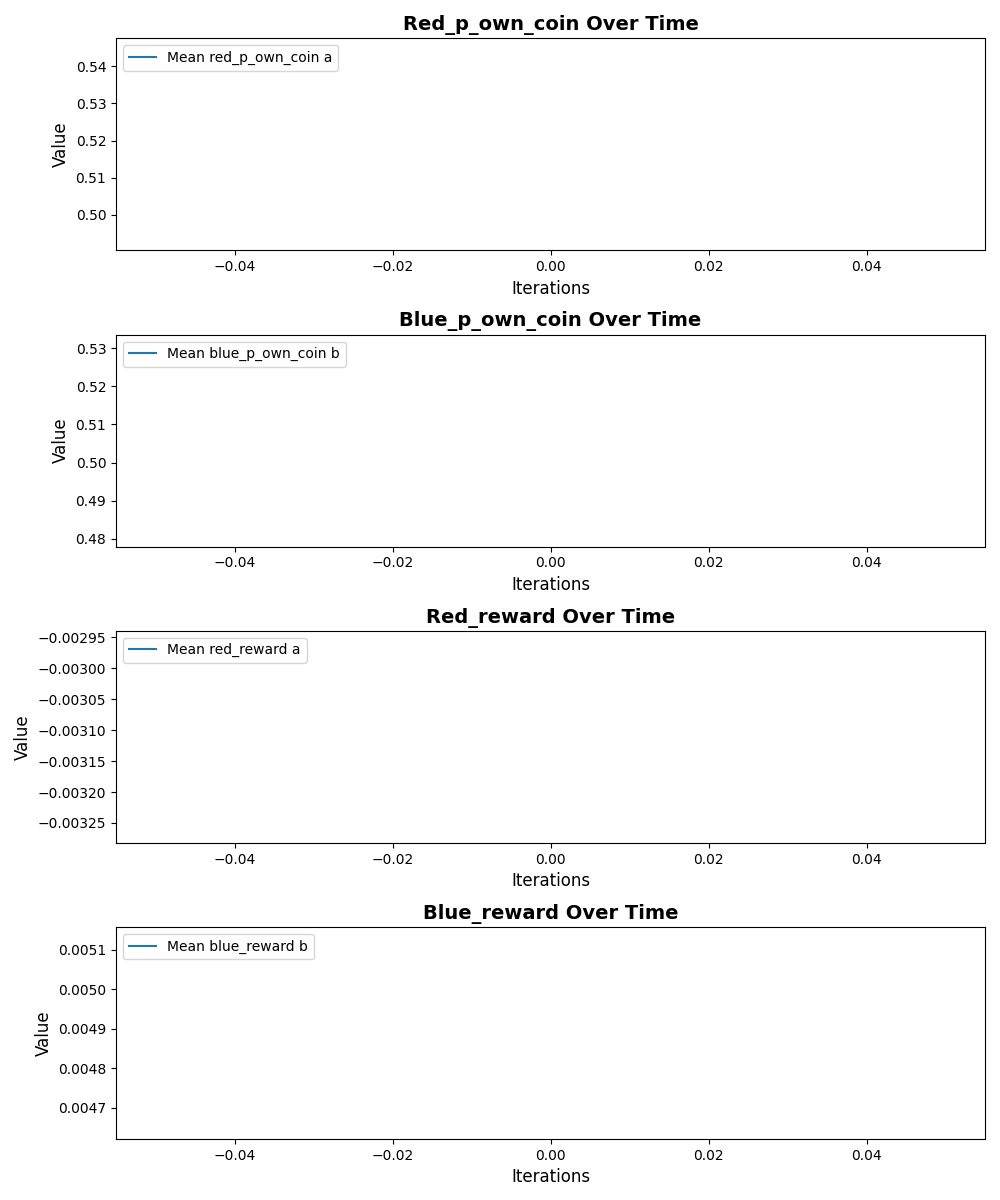 Red_p_own_coin Over Time
Mean red_p_own_coin a
Value
0.54
0.53
0.52
0.51
0.50
−0.04 −0.02 0.00 0.02 0.04
Iterations
Blue_p_own_coin Over Time
Mean blue_p_own_coin b
Value
0.53
0.52
0.51
0.50
0.49
0.48
−0.04 −0.02 0.00 0.02 0.04
Iterations
Red_reward Over Time
Mean red_reward a
Value
−0.00295
−0.00300
−0.00305
−0.00310
−0.00315
−0.00320
−0.00325
−0.04 −0.02 0.00 0.02 0.04
Iterations
Blue_reward Over Time
Mean blue_reward b
Value
0.0051
0.0050
0.0049
0.0048
0.0047
−0.04 −0.02 0.00 0.02 0.04
Iterations